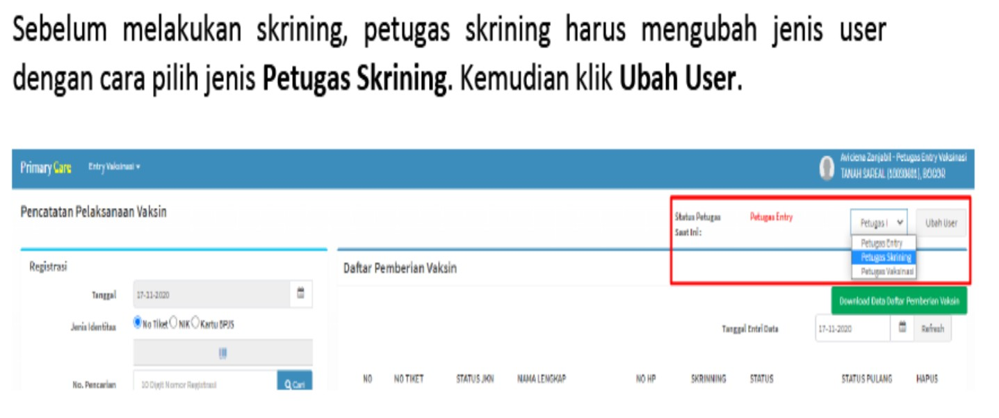 Sebelum melakukan skrining, petugas skrining harus mengubah jenis user
dengan cara pilih jenis Petugas Skrining. Kemudian klik Ubah User.
Primary Care
Entry Vaksinasi
Aviciena Zanjabil - Petugas Entry Vaksinasi
TANAH SAREAL
BOGOR
Pencatatan Pelaksanaan Vaksin
Status Petugas
Saat Ini :
Petugas Entry
Petugas
Ubah User
Petugas Entry
Petugas Skrining
Petugas Vaksinasi
Registrasi
Daftar Pemberian Vaksin
Download Data Daftar Pemberian Vaksin
Tanggal
17-11-2020
Jenis Identitas
No Tiket NIK Kartu BPJS
Tanggal Entri Data
17-11-2020
Refresh
No. Pencarian
10 Digit Nomor Registrasi
Cari
NO NO TIKET STATUS JKN NAMA LENGKAP NO HP SKRINNING STATUS STATUS PULANG HAPUS